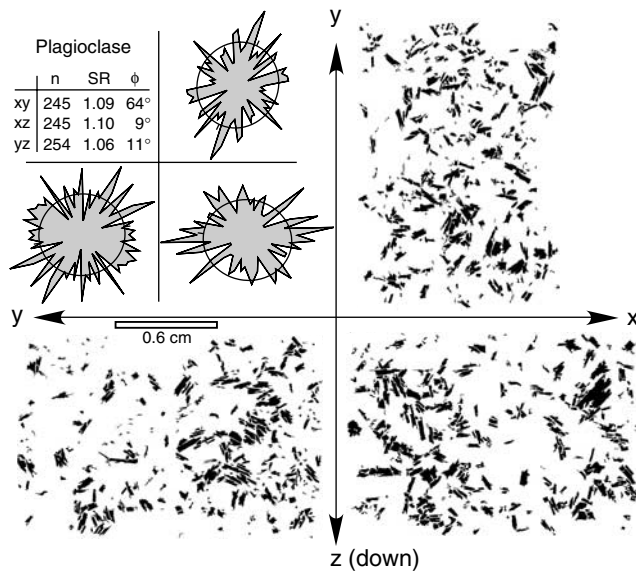 Plagioclase
n SR ϕ
xy 245 1.09 64°
xz 245 1.10 9°
yz 254 1.06 11°
y
y
x
0.6 cm
z (down)